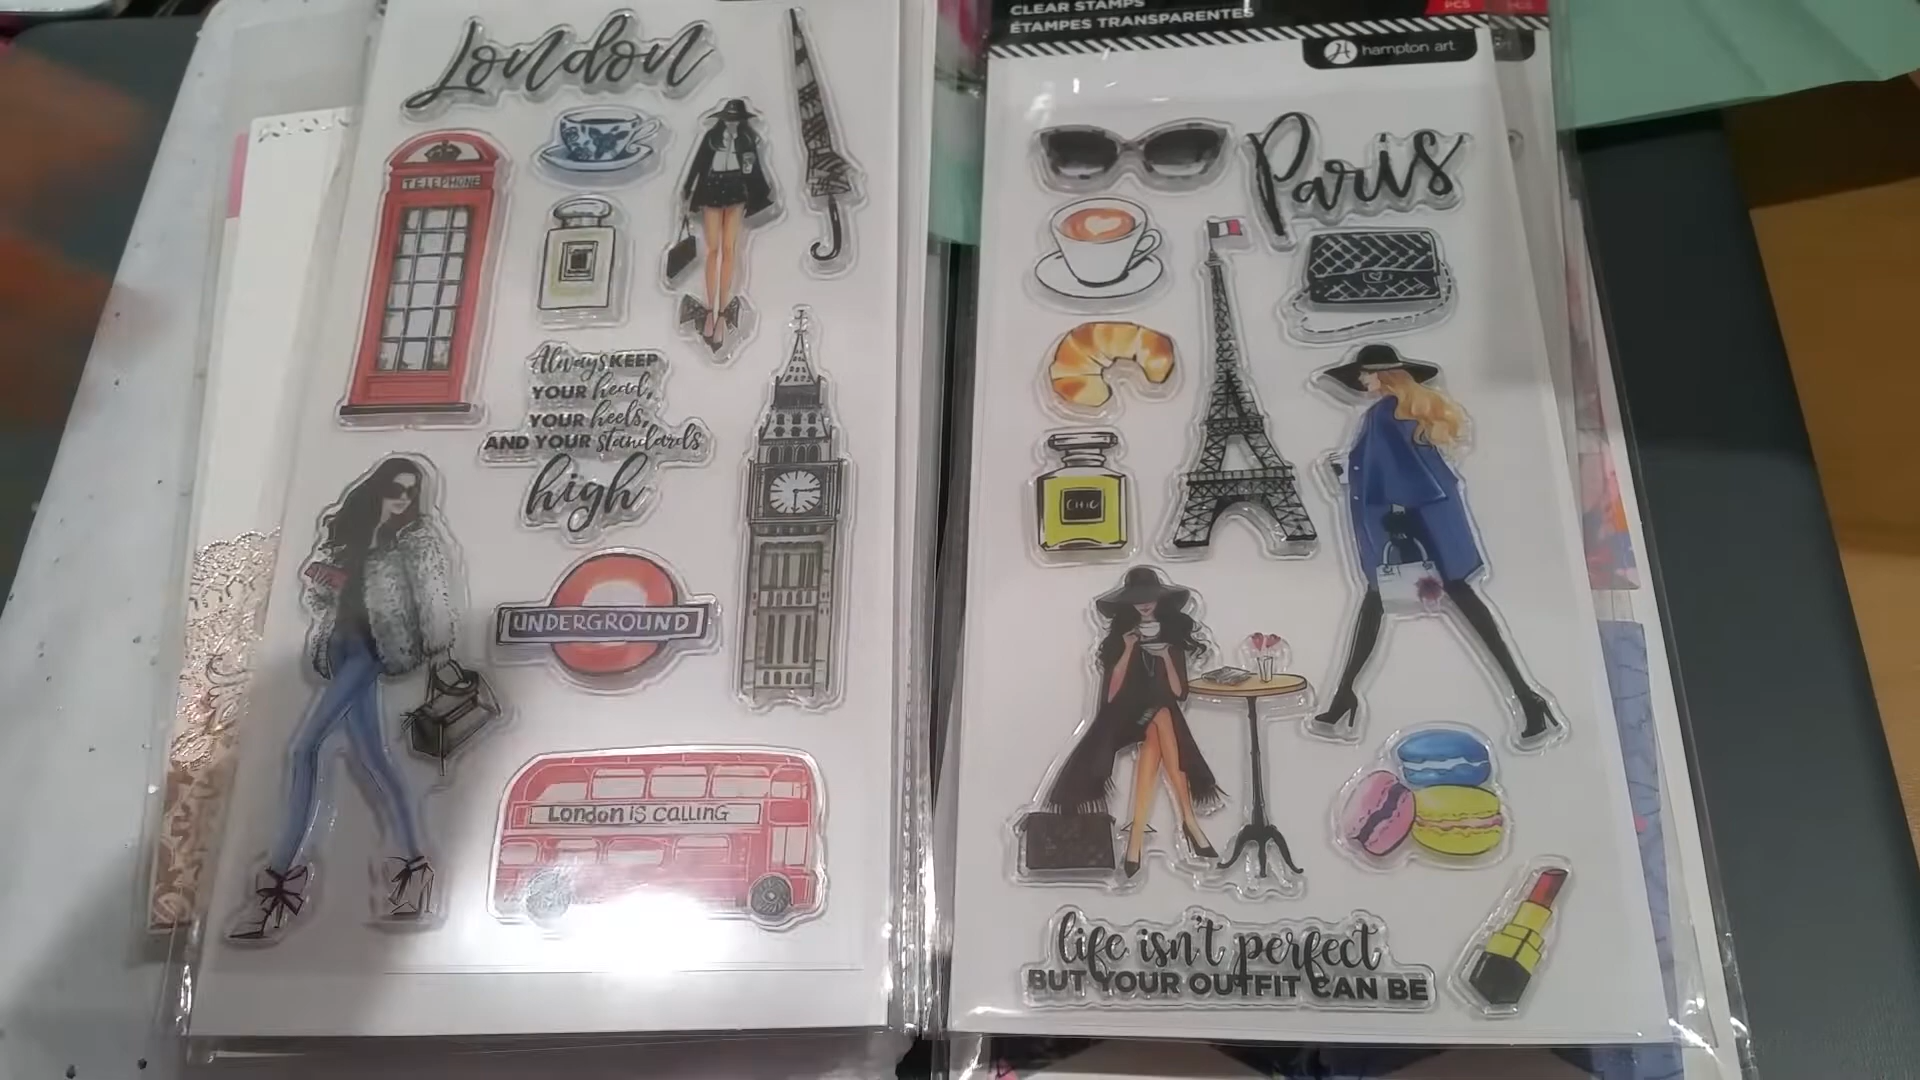 London
TELEPHONE
Always KEEP
YOUR head,
YOUR heels,
AND YOUR standards
high
UNDERGROUND
London is calling
CLEAR STAMPS
ÉTAMPES TRANSPARENTES
PCS
hampton art
Paris
CHIC
life isn't perfect
BUT YOUR OUTFIT CAN BE